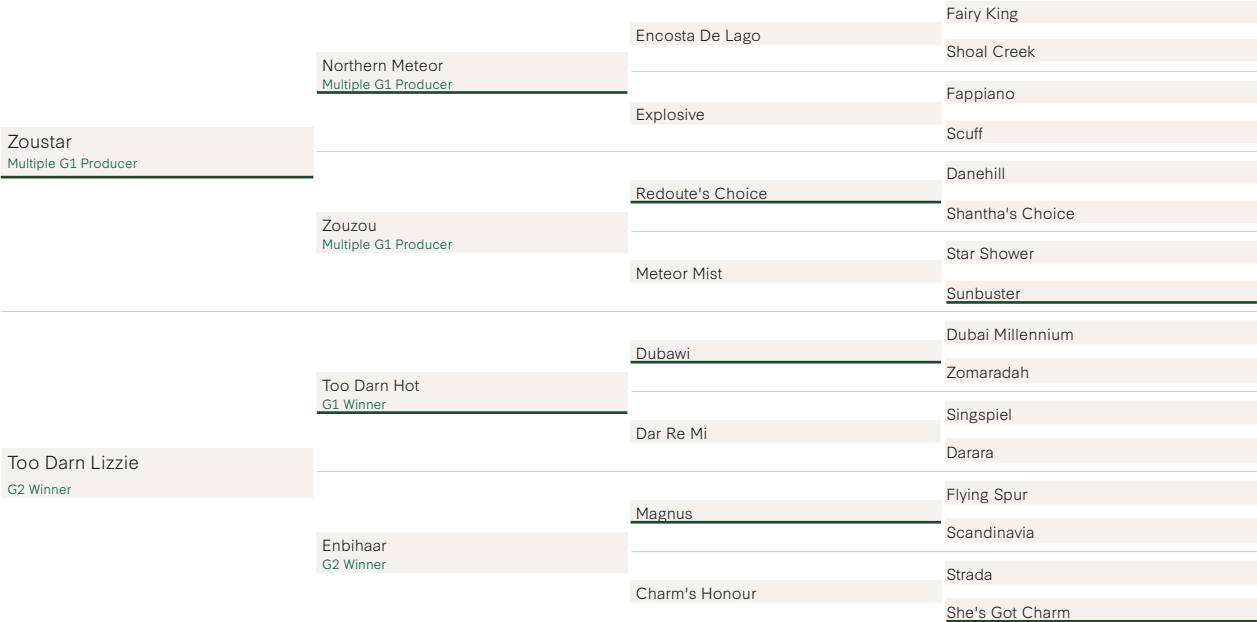 Zoustar
Multiple G1 Producer
Too Darn Lizzie
G2 Winner
Northern Meteor
Multiple G1 Producer
Zouzou
Multiple G1 Producer
Too Darn Hot
G1 Winner
Enbihaar
G2 Winner
Encosta De Lago
Explosive
Redoute's Choice
Meteor Mist
Dubawi
Dar Re Mi
Magnus
Charm's Honour
Fairy King
Shoal Creek
Fappiano
Scuff
Danehill
Shantha's Choice
Star Shower
Sunbuster
Dubai Millennium
Zomaradah
Singspiel
Darara
Flying Spur
Scandinavia
Strada
She's Got Charm